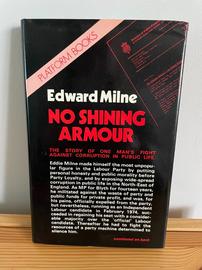 PLATFORM BOOKS
Edward Milne
NO SHINING
ARMOUR
THE STORY OF ONE MAN'S FIGHT
AGAINST CORRUPTION IN PUBLIC LIFE
Eddie Milne made himself the most unpopu-
lar figure in the Labour Party by putting
personal honesty and public morality before
Party Loyalty, and by exposing wide-spread
corruption in public life in the North-East of
England. As MP for Blyth for fourteen years,
he militated against the waste of party and
public funds for private profit, and was, for
his pains, officially expelled from the party,
but nevertheless, running as an Independent
Labour candidate in February 1974, suc-
ceeded in regaining his seat with a consider-
able majority over the 'official' Labour
candidate. Thereafter he had to fight the
resources of a party machine determined to
silence him.
continued on back